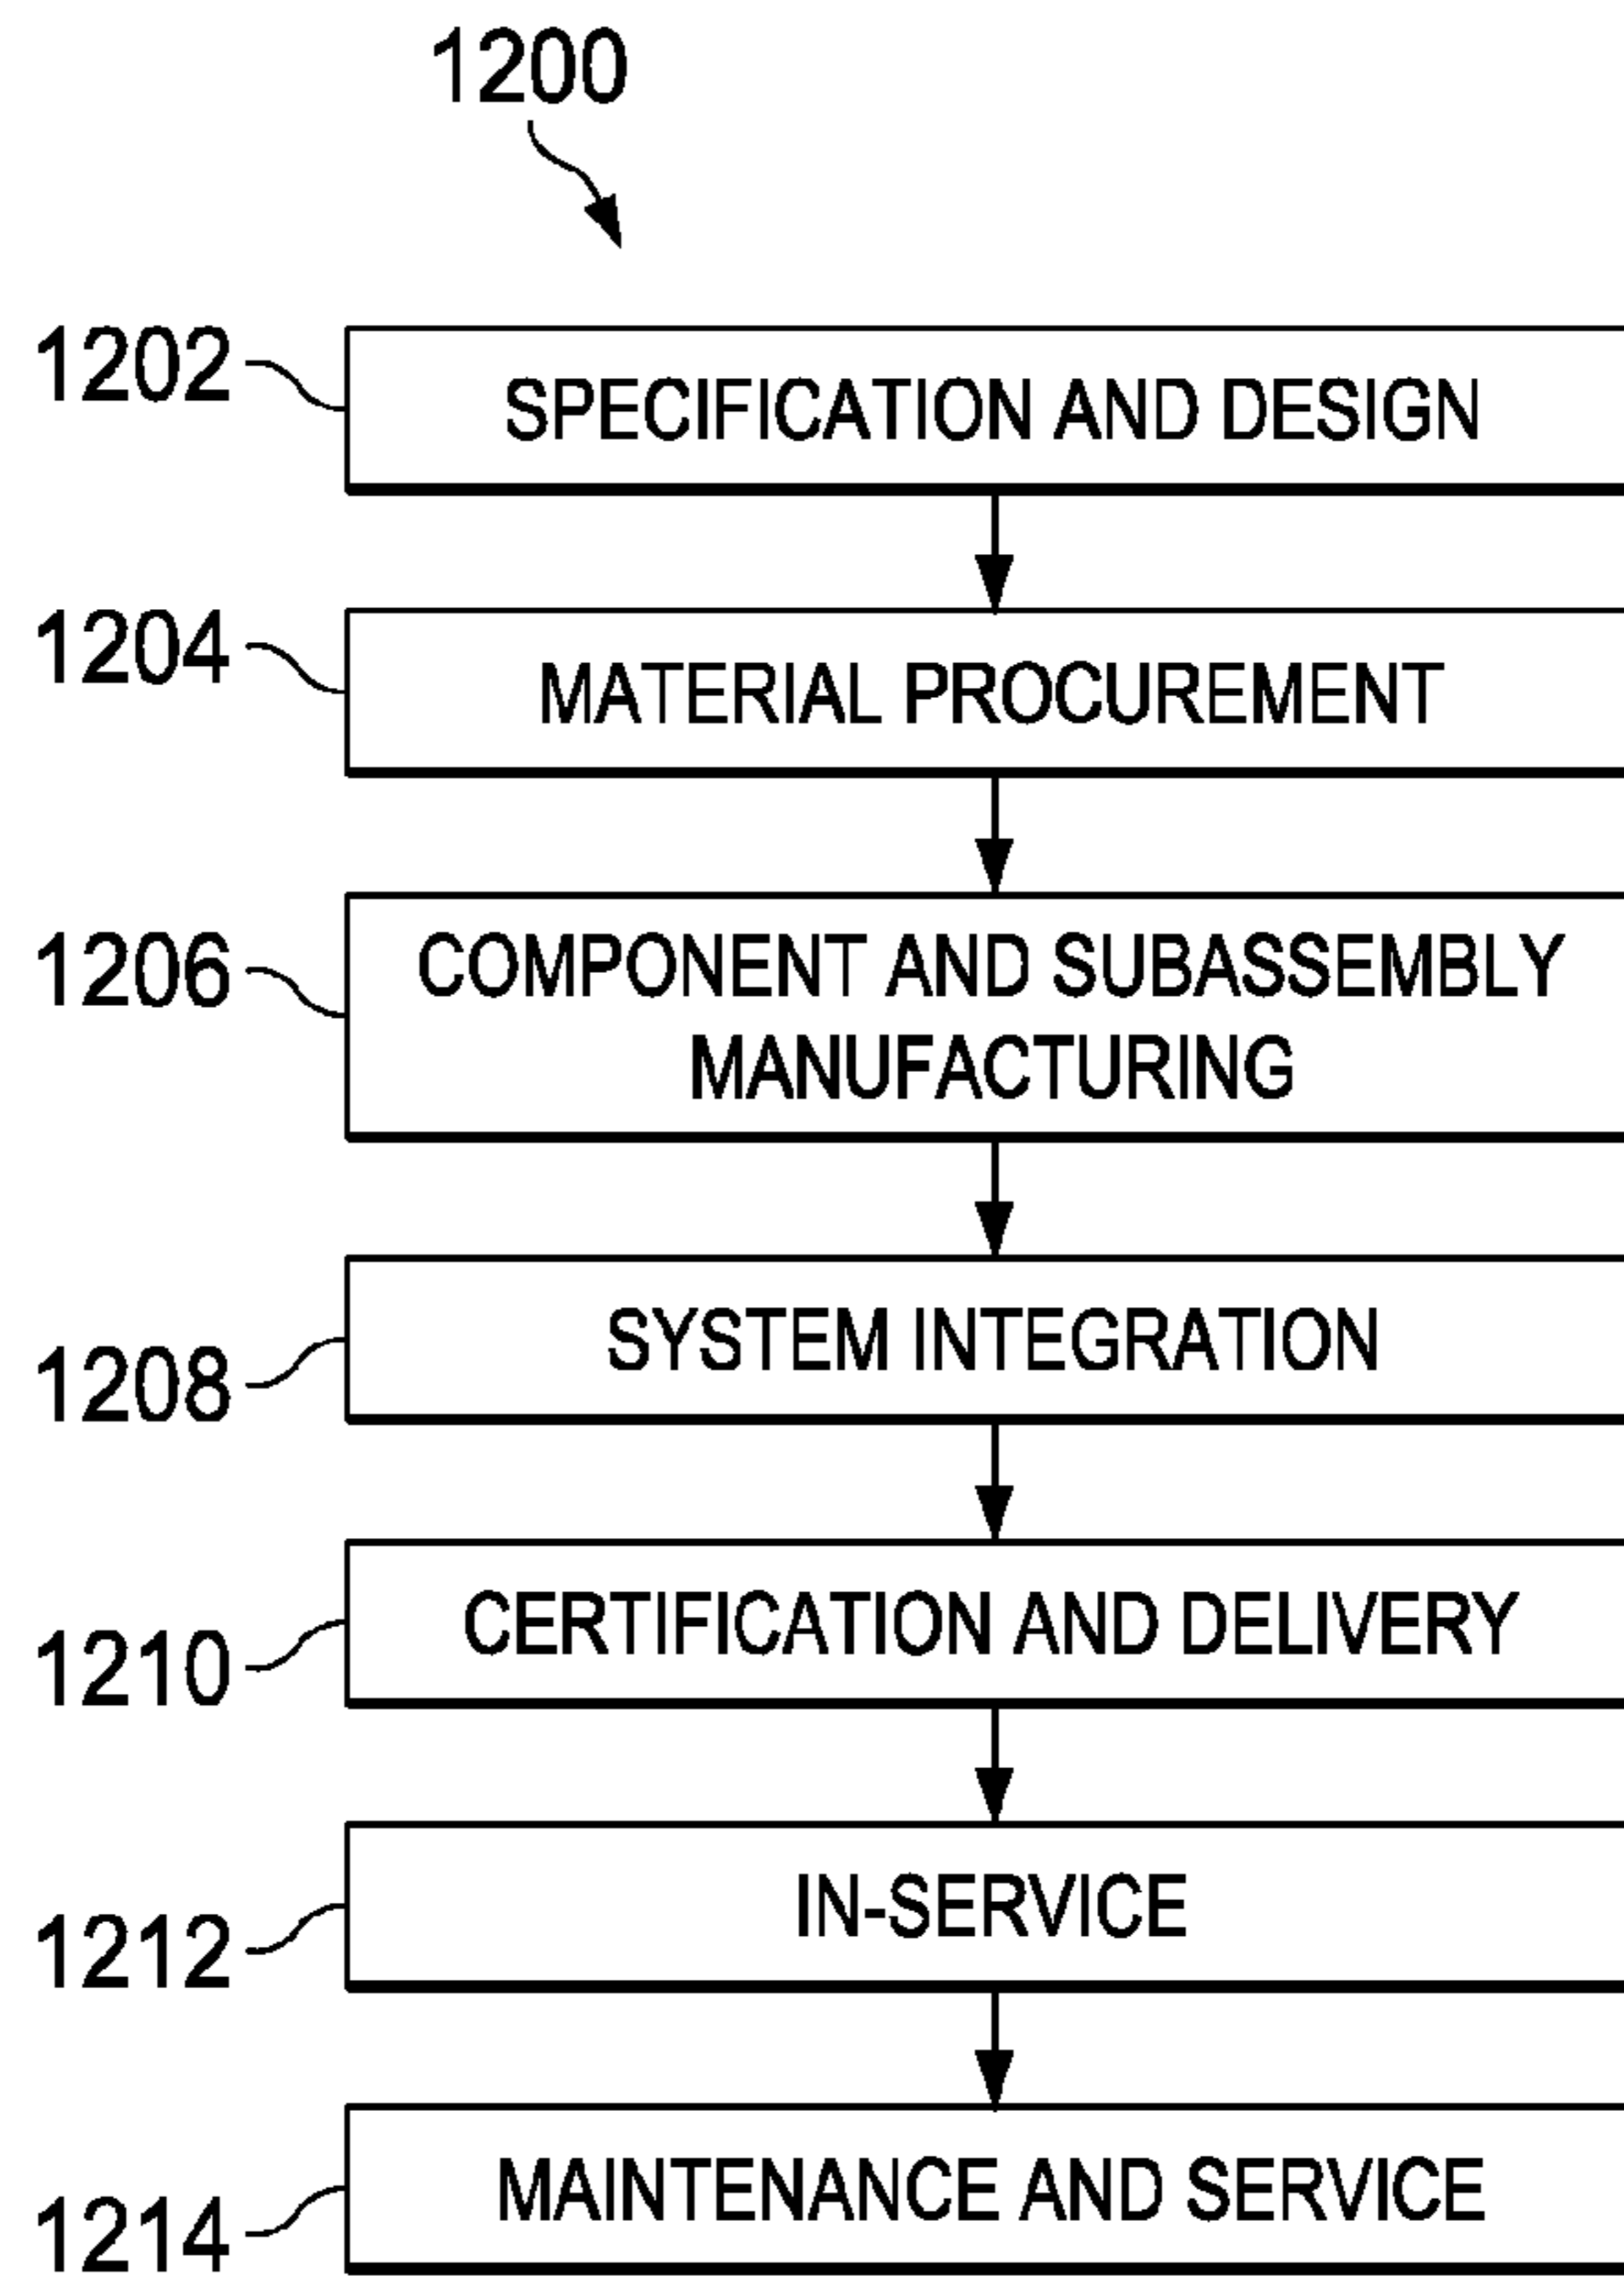 1200
1202
SPECIFICATION AND DESIGN
1204
MATERIAL PROCUREMENT
1206
COMPONENT AND SUBASSEMBLY
MANUFACTURING
1208
SYSTEM INTEGRATION
1210
CERTIFICATION AND DELIVERY
1212
IN-SERVICE
1214
MAINTENANCE AND SERVICE